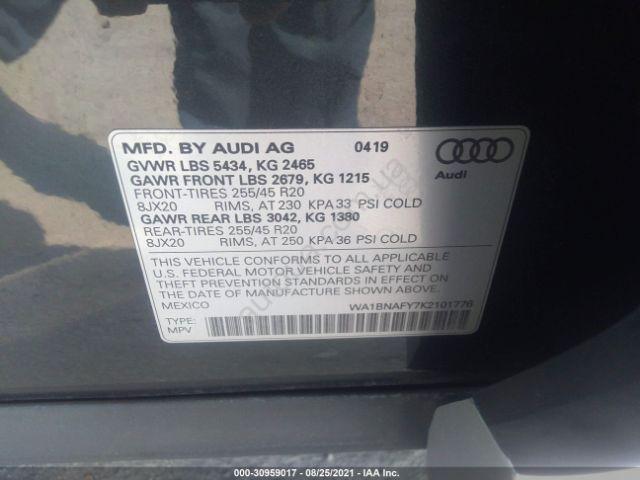 MFD. BY AUDI AG 0419
GVWR LBS 5434, KG 2465
GAWR FRONT LBS 2679, KG 1215
FRONT-TIRES 255/45 R20
8JX20 RIMS, AT 230 KPA 33 PSI COLD
GAWR REAR LBS 3042, KG 1380
REAR-TIRES 255/45 R20
8JX20 RIMS, AT 250 KPA 36 PSI COLD
Audi
THIS VEHICLE CONFORMS TO ALL APPLICABLE
U.S. FEDERAL MOTOR VEHICLE SAFETY AND
THEFT PREVENTION STANDARDS IN EFFECT ON
THE DATE OF MANUFACTURE SHOWN ABOVE.
MEXICO
WA1BNAFY7K2101776
TYPE:
MPV
000-30959017 - 08/25/2021 - IAA Inc.